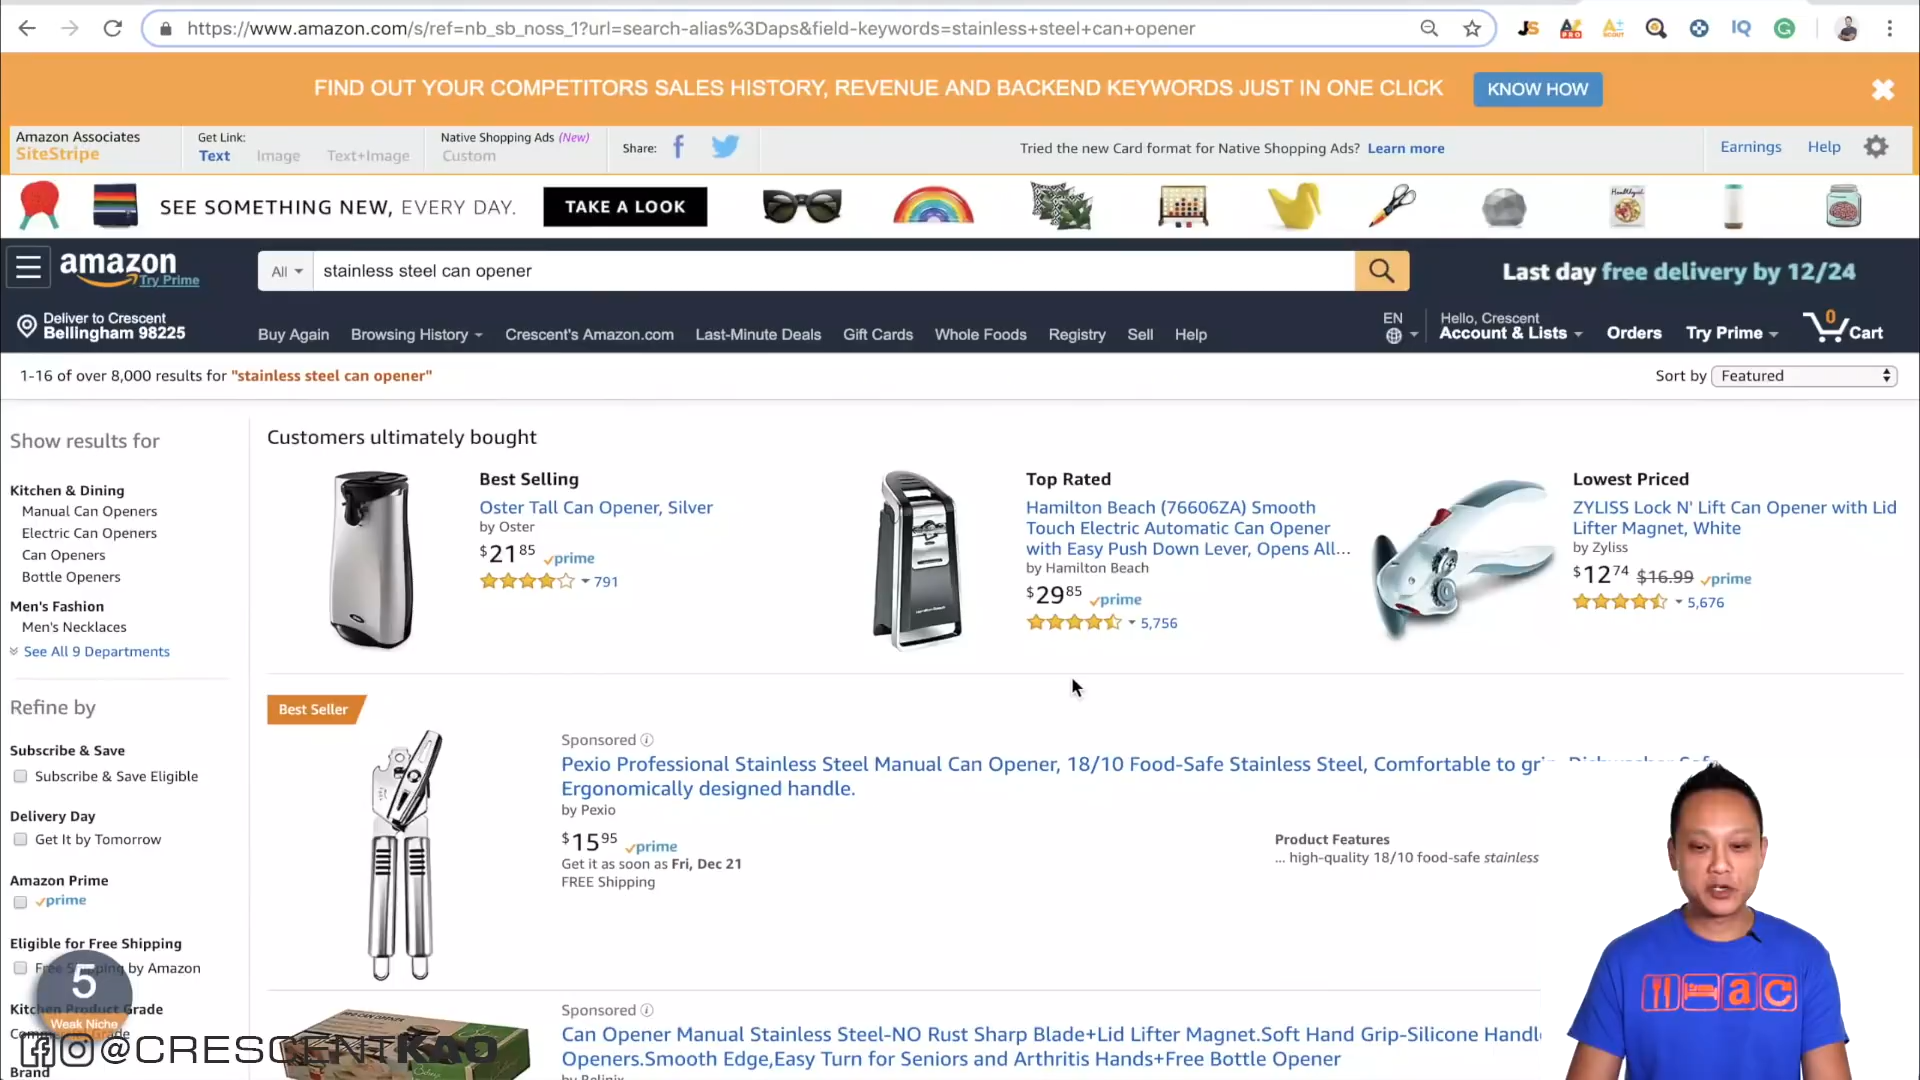 https://www.amazon.com/s/ref=nb_sb_noss_1?url=search-alias%3Daps&field-keywords=stainless+steel+can+opener
JS
PRO
SCOUT
IQ
G
FIND OUT YOUR COMPETITORS SALES HISTORY, REVENUE AND BACKEND KEYWORDS JUST IN ONE CLICK
KNOW HOW
Amazon Associates
SiteStripe
Get Link:
Text Image Text+Image
Native Shopping Ads (New)
Custom
Share:
Tried the new Card format for Native Shopping Ads? Learn more
Earnings Help
SEE SOMETHING NEW, EVERY DAY.
TAKE A LOOK
amazon
Try Prime
All
stainless steel can opener
Last day free delivery by 12/24
Deliver to Crescent
Bellingham 98225
Buy Again Browsing History Crescent's Amazon.com Last-Minute Deals Gift Cards Whole Foods Registry Sell Help
EN
Hello, Crescent
Account & Lists
Orders
Try Prime
0
Cart
1-16 of over 8,000 results for "stainless steel can opener"
Sort by Featured
Show results for
Kitchen & Dining
Manual Can Openers
Electric Can Openers
Can Openers
Bottle Openers
Men's Fashion
Men's Necklaces
See All 9 Departments
Refine by
Subscribe & Save
Subscribe & Save Eligible
Delivery Day
Get It by Tomorrow
Amazon Prime
prime
Eligible for Free Shipping
Free Shipping by Amazon
Kitchen Product Grade
Brand
5
Weak Niche
@CRESCENTKAO
Customers ultimately bought
Best Selling
Oster Tall Can Opener, Silver
by Oster
$21 85 prime
791
Top Rated
Hamilton Beach (76606ZA) Smooth
Touch Electric Automatic Can Opener
with Easy Push Down Lever, Opens All...
by Hamilton Beach
$29 85 prime
5,756
Lowest Priced
ZYLISS Lock N' Lift Can Opener with Lid
Lifter Magnet, White
by Zyliss
$12 74 $16.99 prime
5,676
Best Seller
Sponsored
Pexio Professional Stainless Steel Manual Can Opener, 18/10 Food-Safe Stainless Steel, Comfortable to grip
Ergonomically designed handle.
by Pexio
$15 95 prime
Get it as soon as Fri, Dec 21
FREE Shipping
Product Features
... high-quality 18/10 food-safe stainless
Sponsored
Can Opener Manual Stainless Steel-NO Rust Sharp Blade+Lid Lifter Magnet.Soft Hand Grip-Silicone Handl
Openers.Smooth Edge,Easy Turn for Seniors and Arthritis Hands+Free Bottle Opener
ac